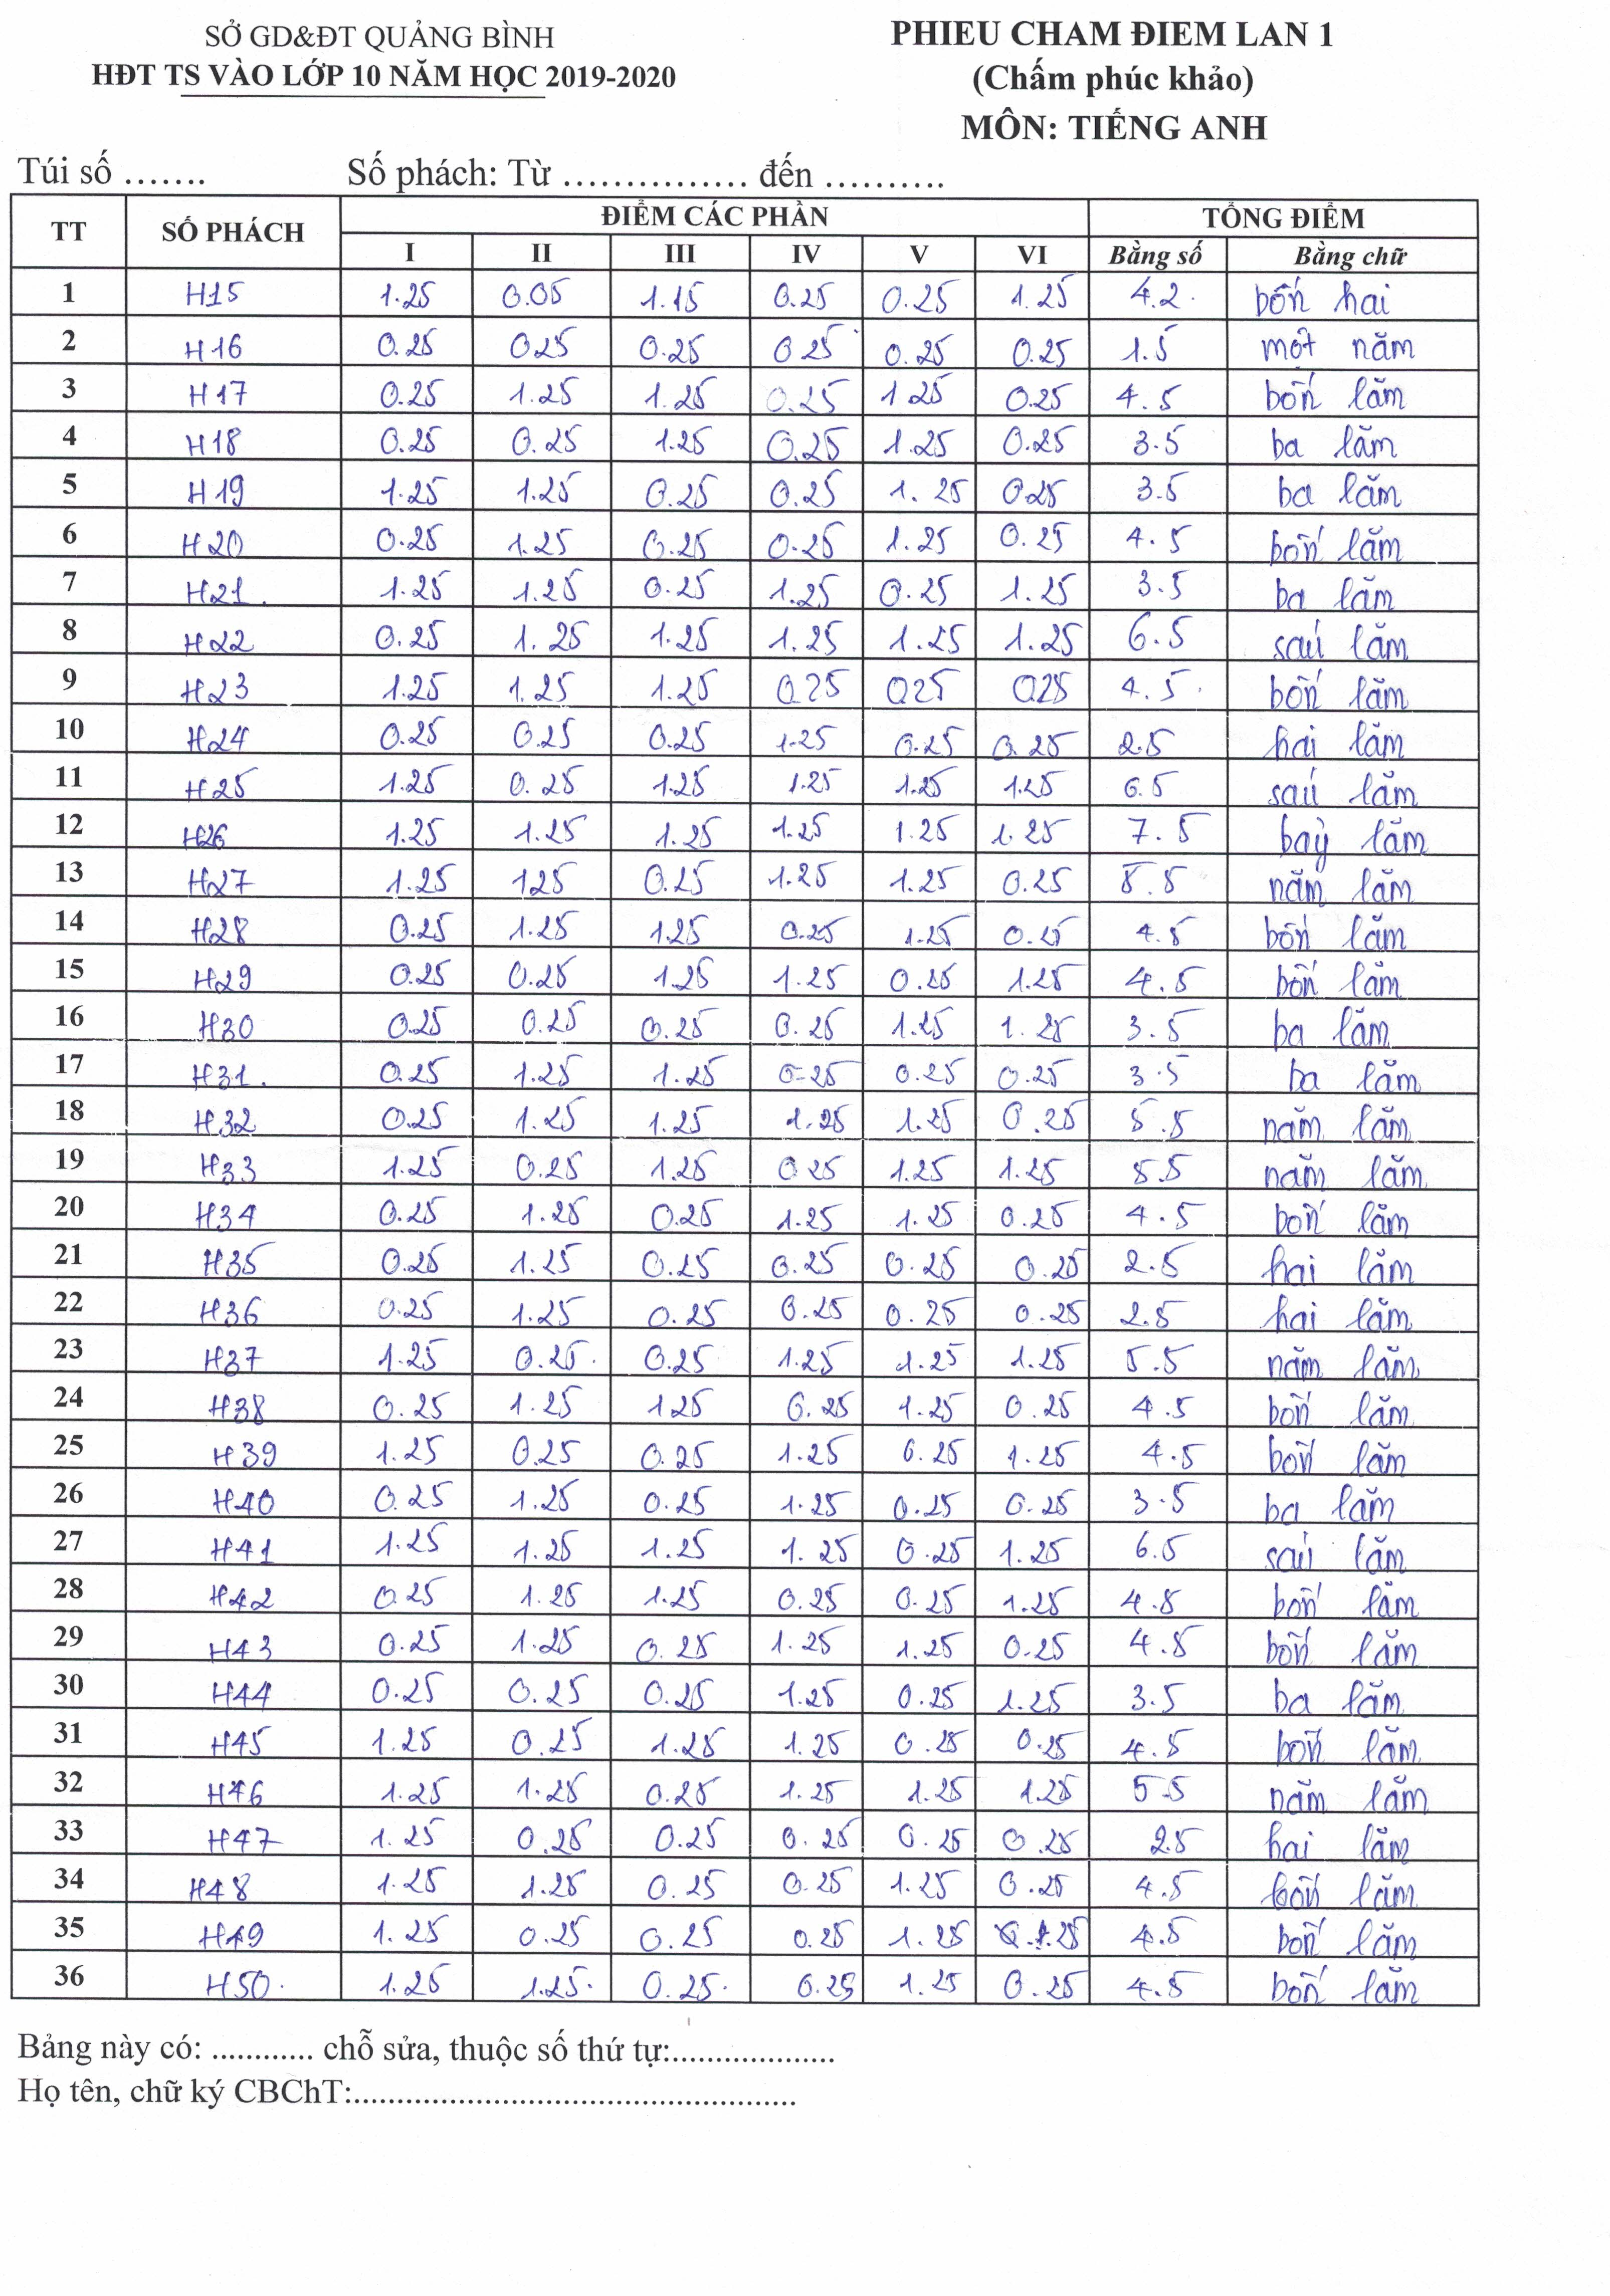 SỞ GD&ĐT QUẢNG BÌNH
HĐT TS VÀO LỚP 10 NĂM HỌC 2019-2020
PHIEU CHAM ĐIEM LAN 1
(Chấm phúc khảo)
MÔN: TIẾNG ANH
Túi số ....... Số phách: Từ ................ đến ..........
TT SỐ PHÁCH ĐIỂM CÁC PHẦN TỔNG ĐIỂM
I II III IV V VI Bằng số Bằng chữ
1 H15 1.25 0.05 1.15 0.25 0.25 1.25 4.2. bốn hai
2 H16 0.25 025 0.25 0 25 0.25 0.25 1.5 một năm
3 H17 0.25 1.25 1.25 0.25 1 25 0.25 4.5 bốn lăm
4 H18 0.25 0.25 1.25 0.25 1.25 0.25 3.5 ba lăm
5 H19 1.25 1.25 0.25 0.25 1.25 0.25 3.5 ba lăm
6 H20 0.25 1.25 0.25 0.25 1.25 0.25 4.5 bốn lăm
7 H21. 1.25 1.25 0.25 1.25 0.25 1.25 3.5 ba lăm
8 H22 0.25 1.25 1.25 1.25 1.25 1.25 6.5 sáu lăm
9 H23 1.25 1.25 1.25 025 025 025 4.5. bốn lăm
10 H24 0.25 0.25 0.25 1.25 0.25 0.25 2.5 hai lăm
11 H25 1.25 0.25 1.25 1.25 1.25 1.25 6.5 sáu lăm
12 H26 1.25 1.25 1.25 1.25 1.25 1.25 7.5 bảy lăm
13 H27 1.25 125 0.25 1.25 1.25 0.25 5.5 năm lăm
14 H28 0.25 1.25 1.25 0.25 1.25 0.25 4.5 bốn lăm
15 H29 0.25 0.25 1.25 1.25 0.25 1.25 4.5 bốn lăm
16 H30 0.25 0.25 0.25 0.25 1.25 1.25 3.5 ba lăm
17 H31. 0.25 1.25 1.25 0.25 0.25 0.25 3.5 ba lăm
18 H32 0.25 1.25 1.25 1.25 1.25 0.25 5.5 năm lăm
19 H33 1.25 0.25 1.25 0 25 1.25 1.25 5.5 năm lăm
20 H34 0.25 1.25 0.25 1.25 1.25 0.25 4.5 bốn lăm
21 H35 0.25 1.25 0.25 0.25 0.25 0.25 2.5 hai lăm
22 H36 0.25 1.25 0.25 0.25 0.25 0.25 2.5 hai lăm
23 H37 1.25 0.25. 0.25 1.25 1.25 1.25 5.5 năm lăm
24 H38 0.25 1.25 125 0.25 1.25 0.25 4.5 bốn lăm
25 H39 1.25 0.25 0.25 1.25 0.25 1.25 4.5 bốn lăm
26 H40 0.25 1.25 0.25 1.25 0.25 0.25 3.5 ba lăm
27 H41 1.25 1.25 1.25 1.25 0.25 1.25 6.5 sáu lăm
28 H42 0.25 1.25 1.25 0.25 0.25 1.25 4.5 bốn lăm
29 H43 0.25 1.25 0.25 1.25 1.25 0.25 4.5 bốn lăm
30 H44 0.25 0.25 0.25 1.25 0.25 1.25 3.5 ba lăm
31 H45 1.25 0.25 1.25 1.25 0.25 0.25 4.5 bốn lăm
32 H46 1.25 1.25 0.25 1.25 1.25 1.25 5.5 năm lăm
33 H47 1.25 0.25 0.25 0.25 0.25 0.25 2.5 hai lăm
34 H48 1.25 1.25 0.25 0.25 1.25 0.25 4.5 bốn lăm
35 H49 1.25 0.25 0.25 0.25 1.25 1.25 4.5 bốn lăm
36 H50. 1.25 1.25. 0.25. 0.25 1.25 0.25 4.5 bốn lăm
Bảng này có: ............ chỗ sửa, thuộc số thứ tự:...................
Họ tên, chữ ký CBChT:....................................................